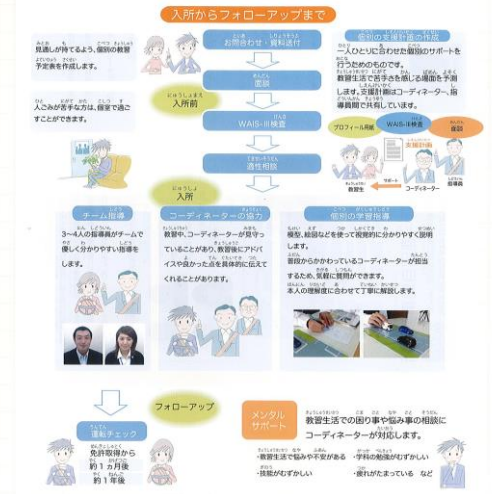 入所からフォローアップまで
見通しが持てるよう、個別の教習
予定表を作成します。
人ごみが苦手な方は、個室で過ご
すことができます。
お問合わせ・資料送付
面談
入所前
WAIS-Ⅲ検査
適性相談
個別の支援計画の作成
一人ひとりに合わせた個別のサポートを
行うためのものです。
教習生活で苦手さを感じる場面を予測
します。支援計画はコーディネーター、指
導員間で共有しています。
プロフィール用紙
WAIS-Ⅲ検査
面談
支援計画
サポート
教習生
コーディネーター
指導員
入所
チーム指導
3〜4人の指導員がチームで
優しく分かりやすい指導を
します。
コーディネーターの協力
教習中、コーディネーターが見守っ
ていることがあり、教習後にアドバ
イスや良かった点を具体的に伝えて
くれることがあります。
個別の学習指導
模型、絵図などを使って視覚的に分かりやすく説明
します。
普段からかかわっているコーディネーターが担当
するため、気軽に質問ができます。
本人の理解度に合わせて丁寧に解説します。
フォローアップ
運転チェック
免許取得から
約1ヵ月後
約1年後
メンタル
サポート
教習生活での困り事や悩み事の相談に
コーディネーターが対応します。
・教習生活で悩みや不安がある
・学科の勉強がむずかしい
・技能がむずかしい
・疲れがたまっている など